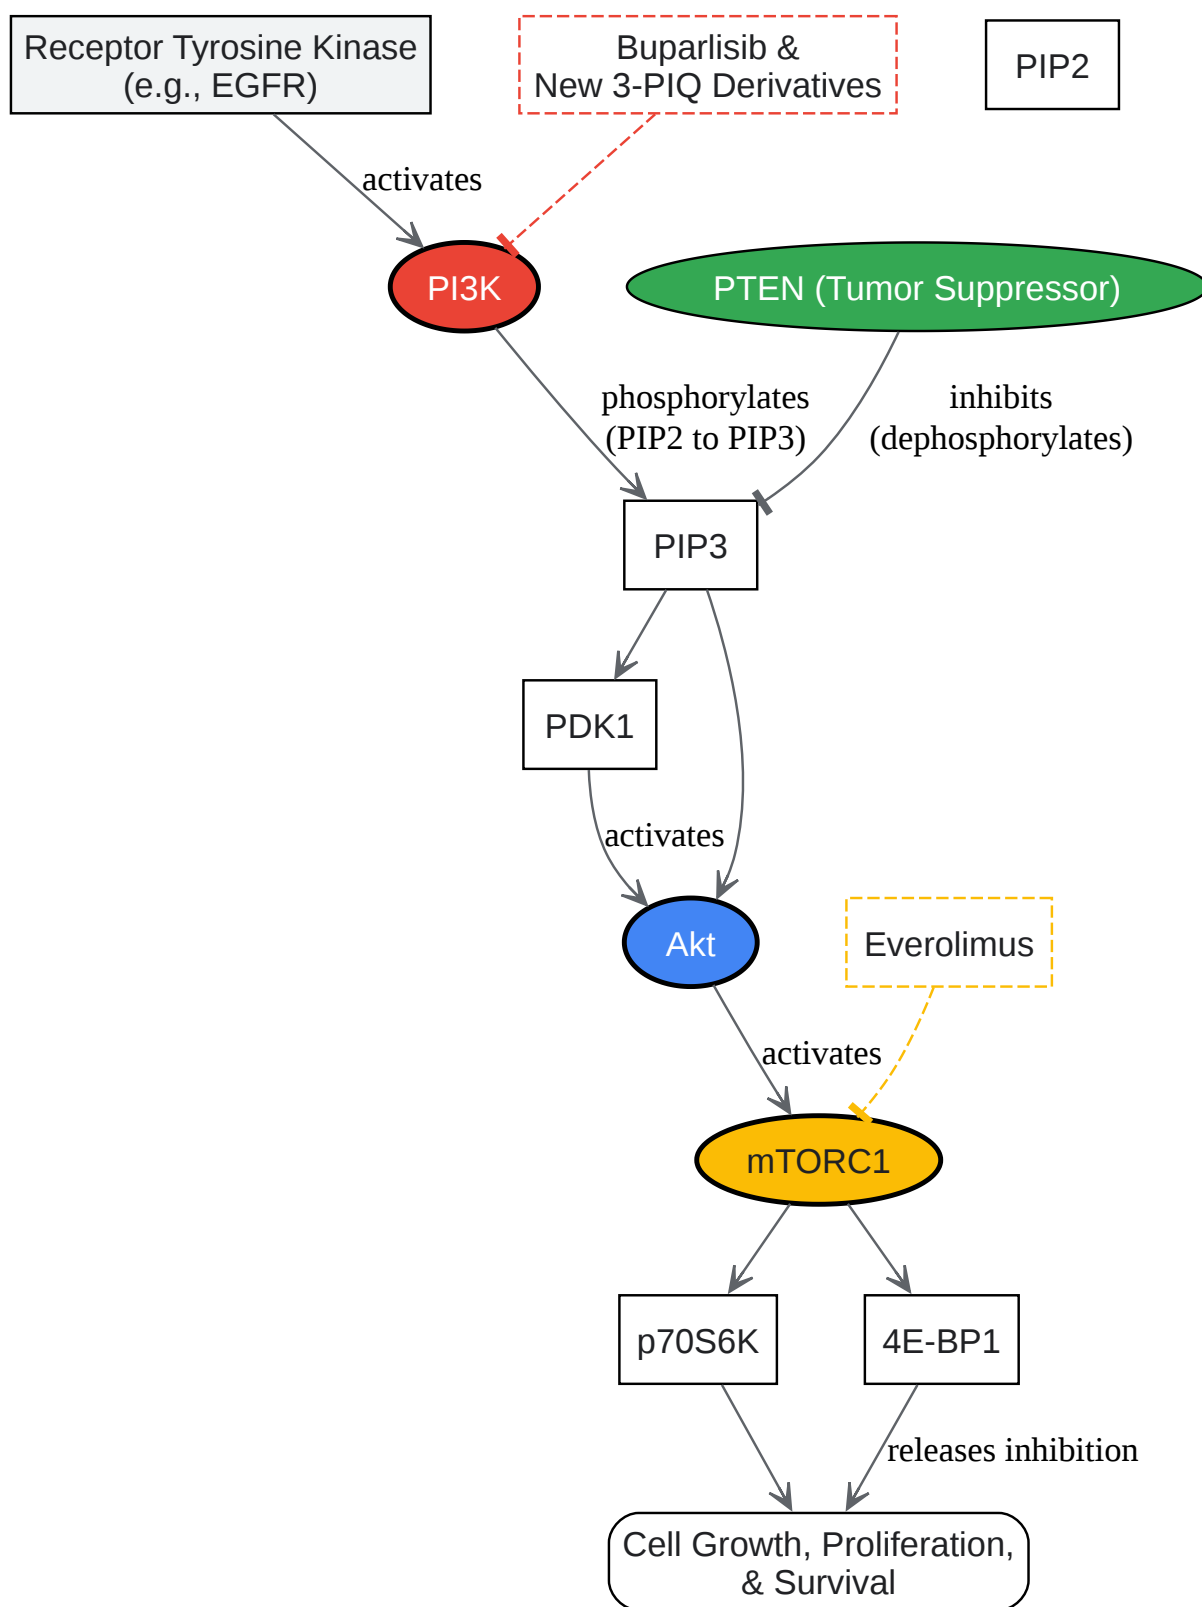 Receptor Tyrosine Kinase
(e.g., EGFR)
Buparlisib &
New 3-PIQ Derivatives
PIP2
activates
PI3K
PTEN (Tumor Suppressor)
phosphorylates
(PIP2 to PIP3)
inhibits
(dephosphorylates)
PIP3
PDK1
activates
Akt
Everolimus
activates
mTORC1
p70S6K
4E-BP1
releases inhibition
Cell Growth, Proliferation,
& Survival